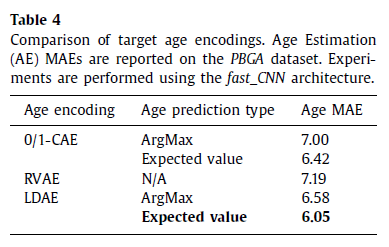 Table 4
Comparison of target age encodings. Age Estimation
(AE) MAEs are reported on the PBGA dataset. Experi-
ments are performed using the fast_CNN architecture.
Age encoding Age prediction type Age MAE
0/1-CAE ArgMax 7.00
Expected value 6.42
RVAE N/A 7.19
LDAE ArgMax 6.58
Expected value 6.05